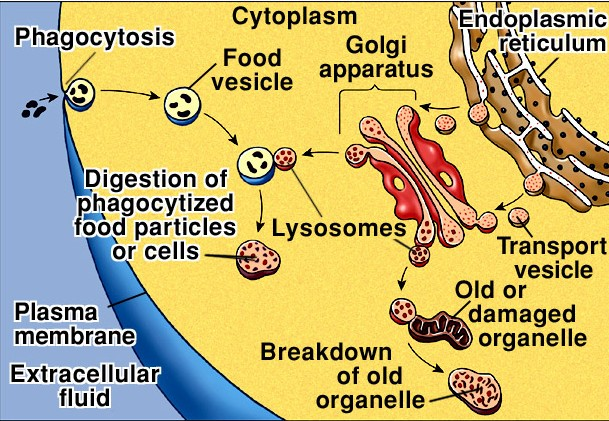 Cytoplasm
Endoplasmic
reticulum
Phagocytosis
Golgi
apparatus
Food
vesicle
Digestion of
phagocytized
food particles
or cells
Lysosomes
Transport
vesicle
Old or
damaged
organelle
Plasma
membrane
Breakdown
of old
organelle
Extracellular
fluid